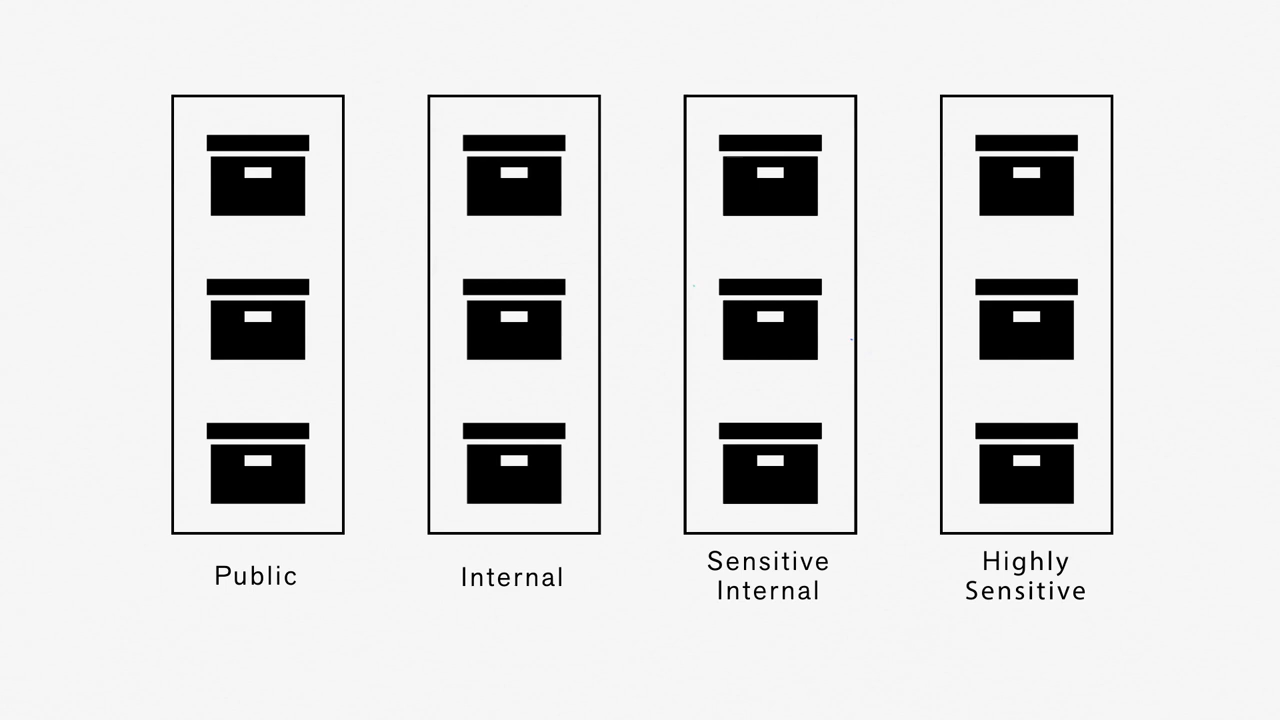 Public
Internal
Sensitive
Internal
Highly
Sensitive